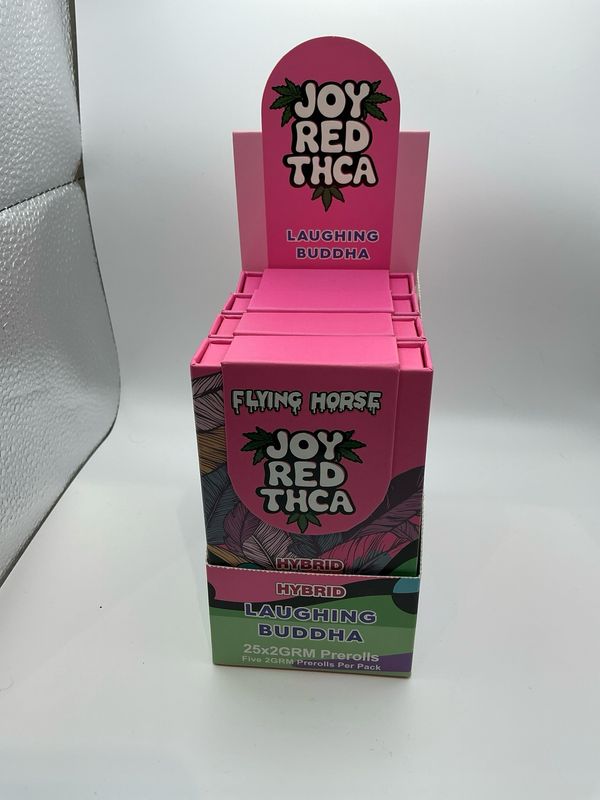 JOY
RED
THCA
LAUGHING
BUDDHA
FLYING HORSE
JOY
RED
THCA
HYBRID
HYBRID
LAUGHING
BUDDHA
25x2GRM Prerolls
Five 2GRM Prerolls Per Pack